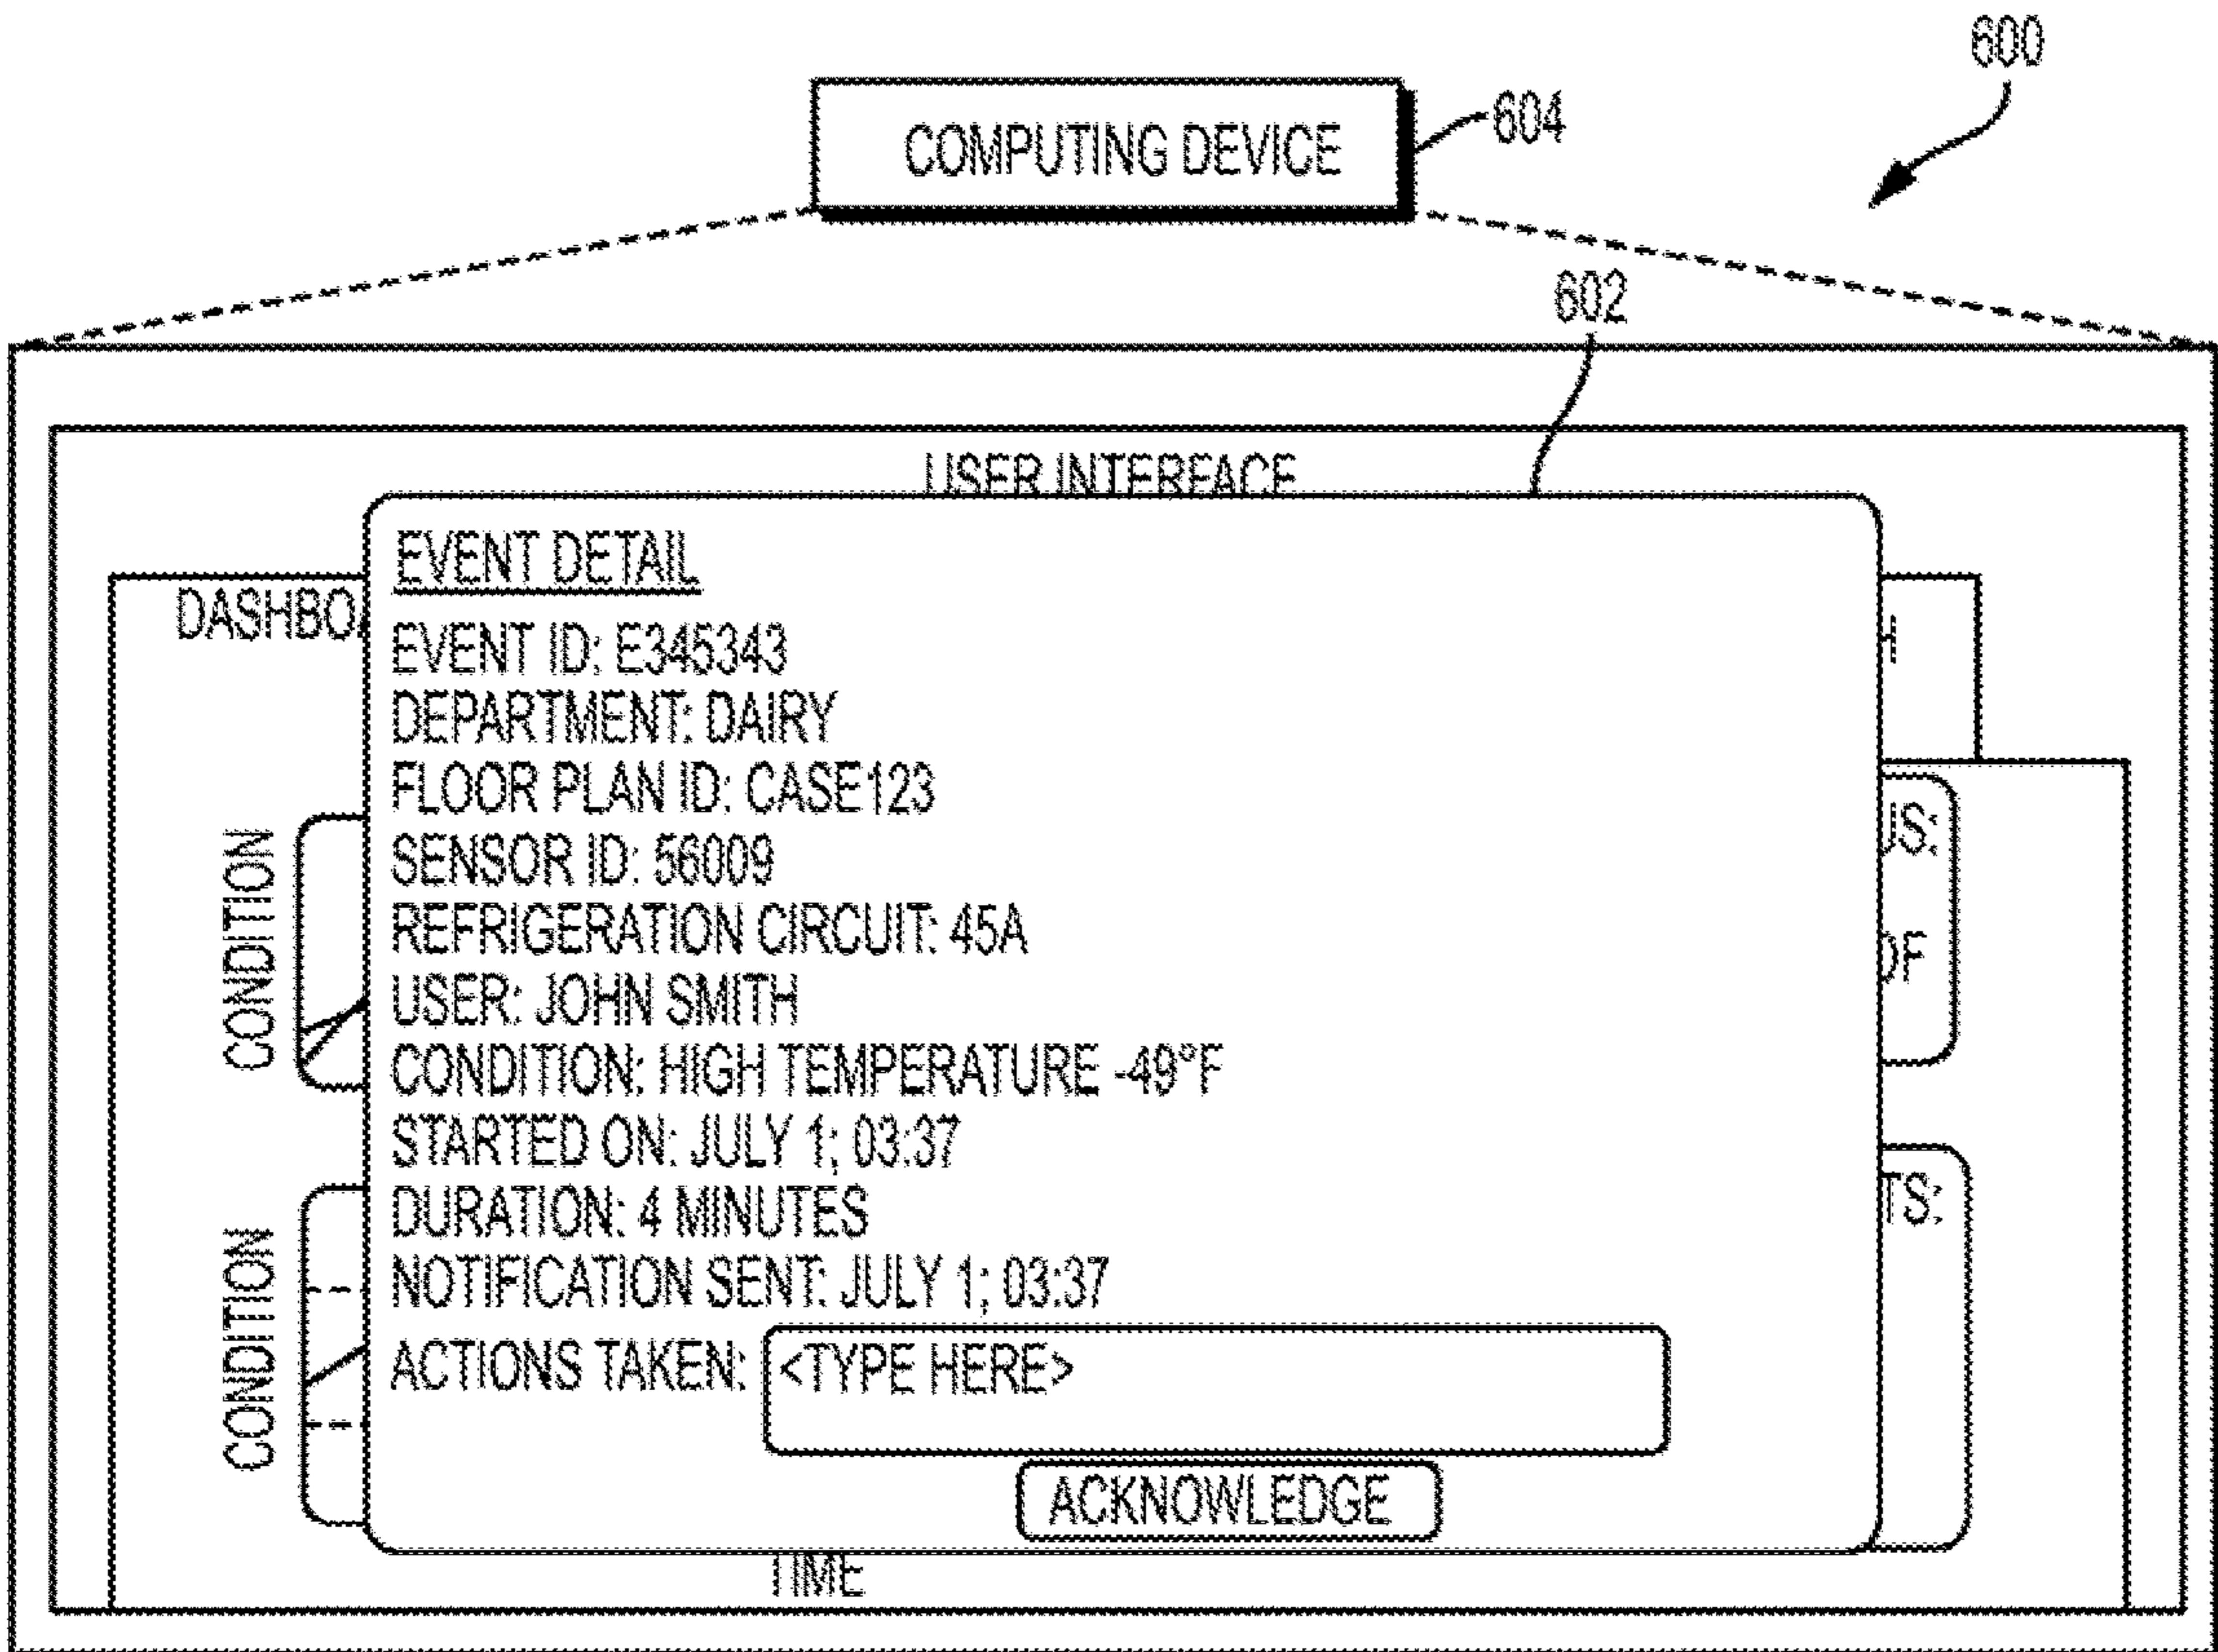 600
COMPUTING DEVICE
604
602
USER INTERFACE
EVENT DETAIL
EVENT ID: E345343
DEPARTMENT: DAIRY
FLOOR PLAN ID: CASE123
SENSOR ID: 56009
REFRIGERATION CIRCUIT: 45A
USER: JOHN SMITH
CONDITION: HIGH TEMPERATURE -49°F
STARTED ON: JULY 1; 03:37
DURATION: 4 MINUTES
NOTIFICATION SENT: JULY 1; 03:37
ACTIONS TAKEN: <TYPE HERE>
ACKNOWLEDGE
CONDITION
CONDITION
TIME